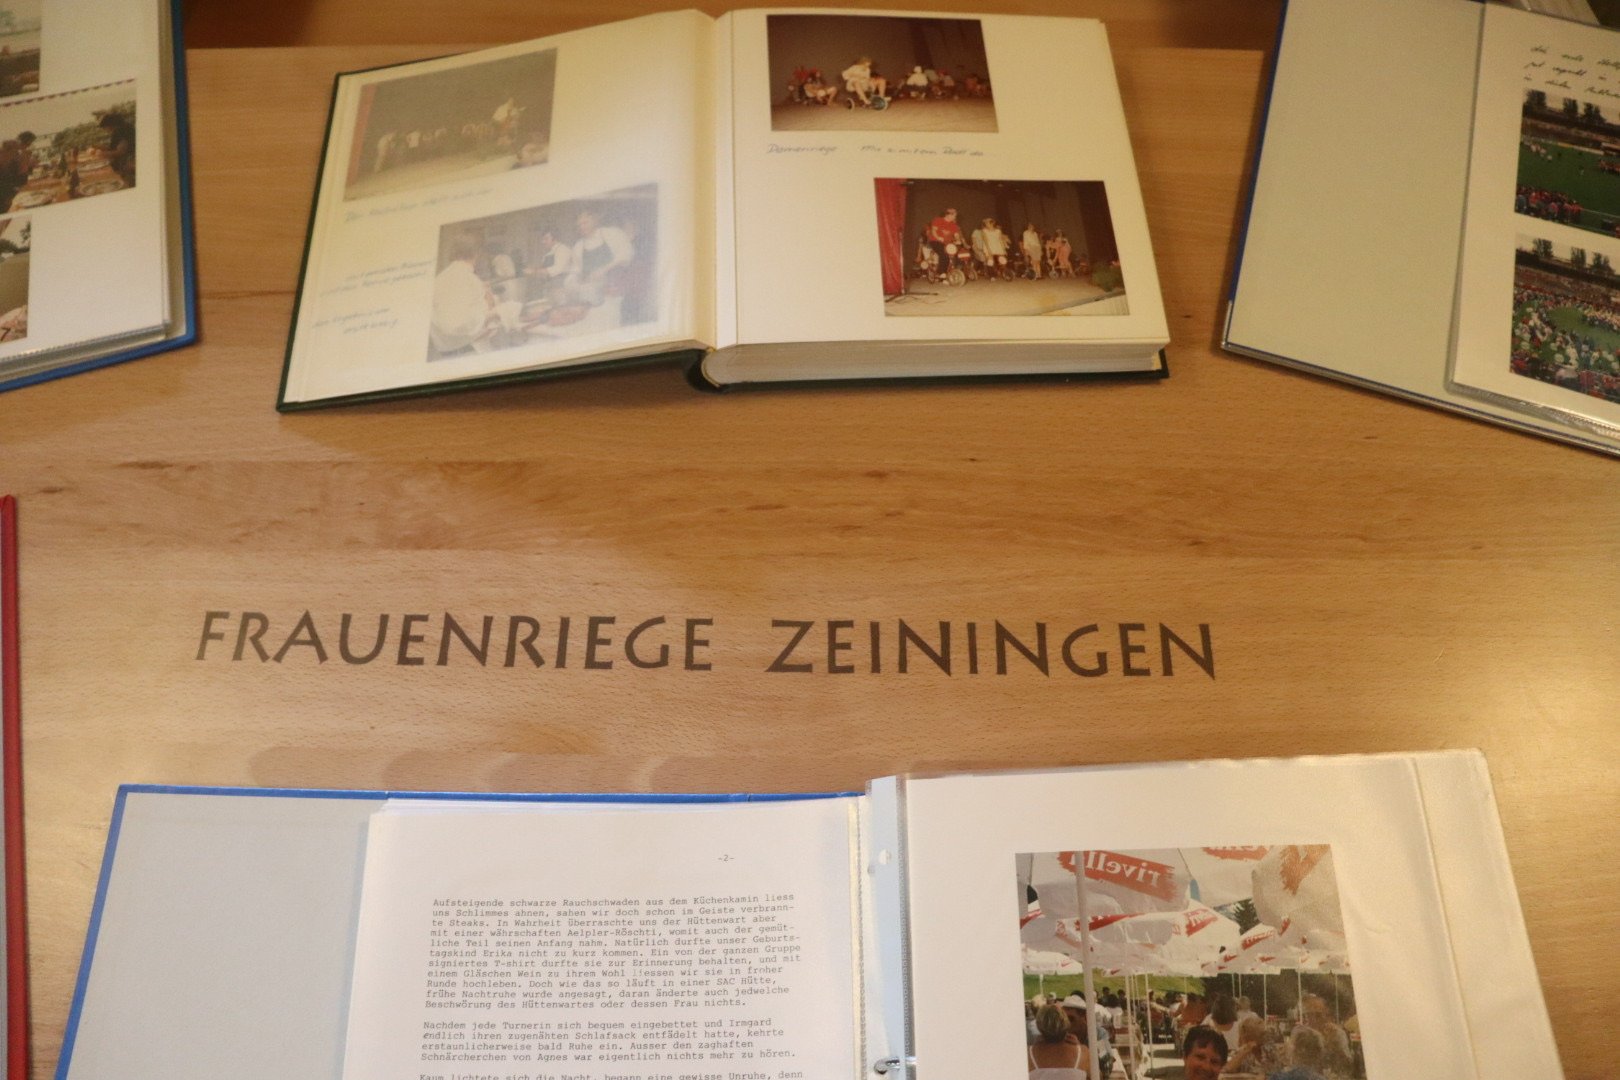 Damenriege
FRAUENRIEGE ZEININGEN
-2-
Aufsteigende schwarze Rauchschwaden aus dem Küchenkamin liess
uns Schlimmes ahnen, sahen wir doch schon im Geiste verbrann-
te Steaks. In Wahrheit überraschte uns der Hüttenwart aber
mit einer währschaften Aelpler-Röschti, womit auch der gemüt-
liche Teil seinen Anfang nahm. Natürlich durfte unser Geburts-
tagskind Erika nicht zu kurz kommen. Ein von der ganzen Gruppe
signiertes T-shirt durfte sie zur Erinnerung behalten, und mit
einem Gläschen Wein zu ihrem Wohl liessen wir sie in froher
Runde hochleben. Doch wie das so läuft in einer SAC Hütte,
frühe Nachtruhe wurde angesagt, daran änderte auch jedwelche
Beschwörung des Hüttenwartes oder dessen Frau nichts.
Nachdem jede Turnerin sich bequem eingebettet und Irmgard
endlich ihren zugenähten Schlafsack entfädelt hatte, kehrte
erstaunlicherweise bald Ruhe ein. Ausser den zaghaften
Schnärcherchen von Agnes war eigentlich nichts mehr zu hören.
Kaum lichtete sich die Nacht, begann eine gewisse Unruhe, denn
rivella